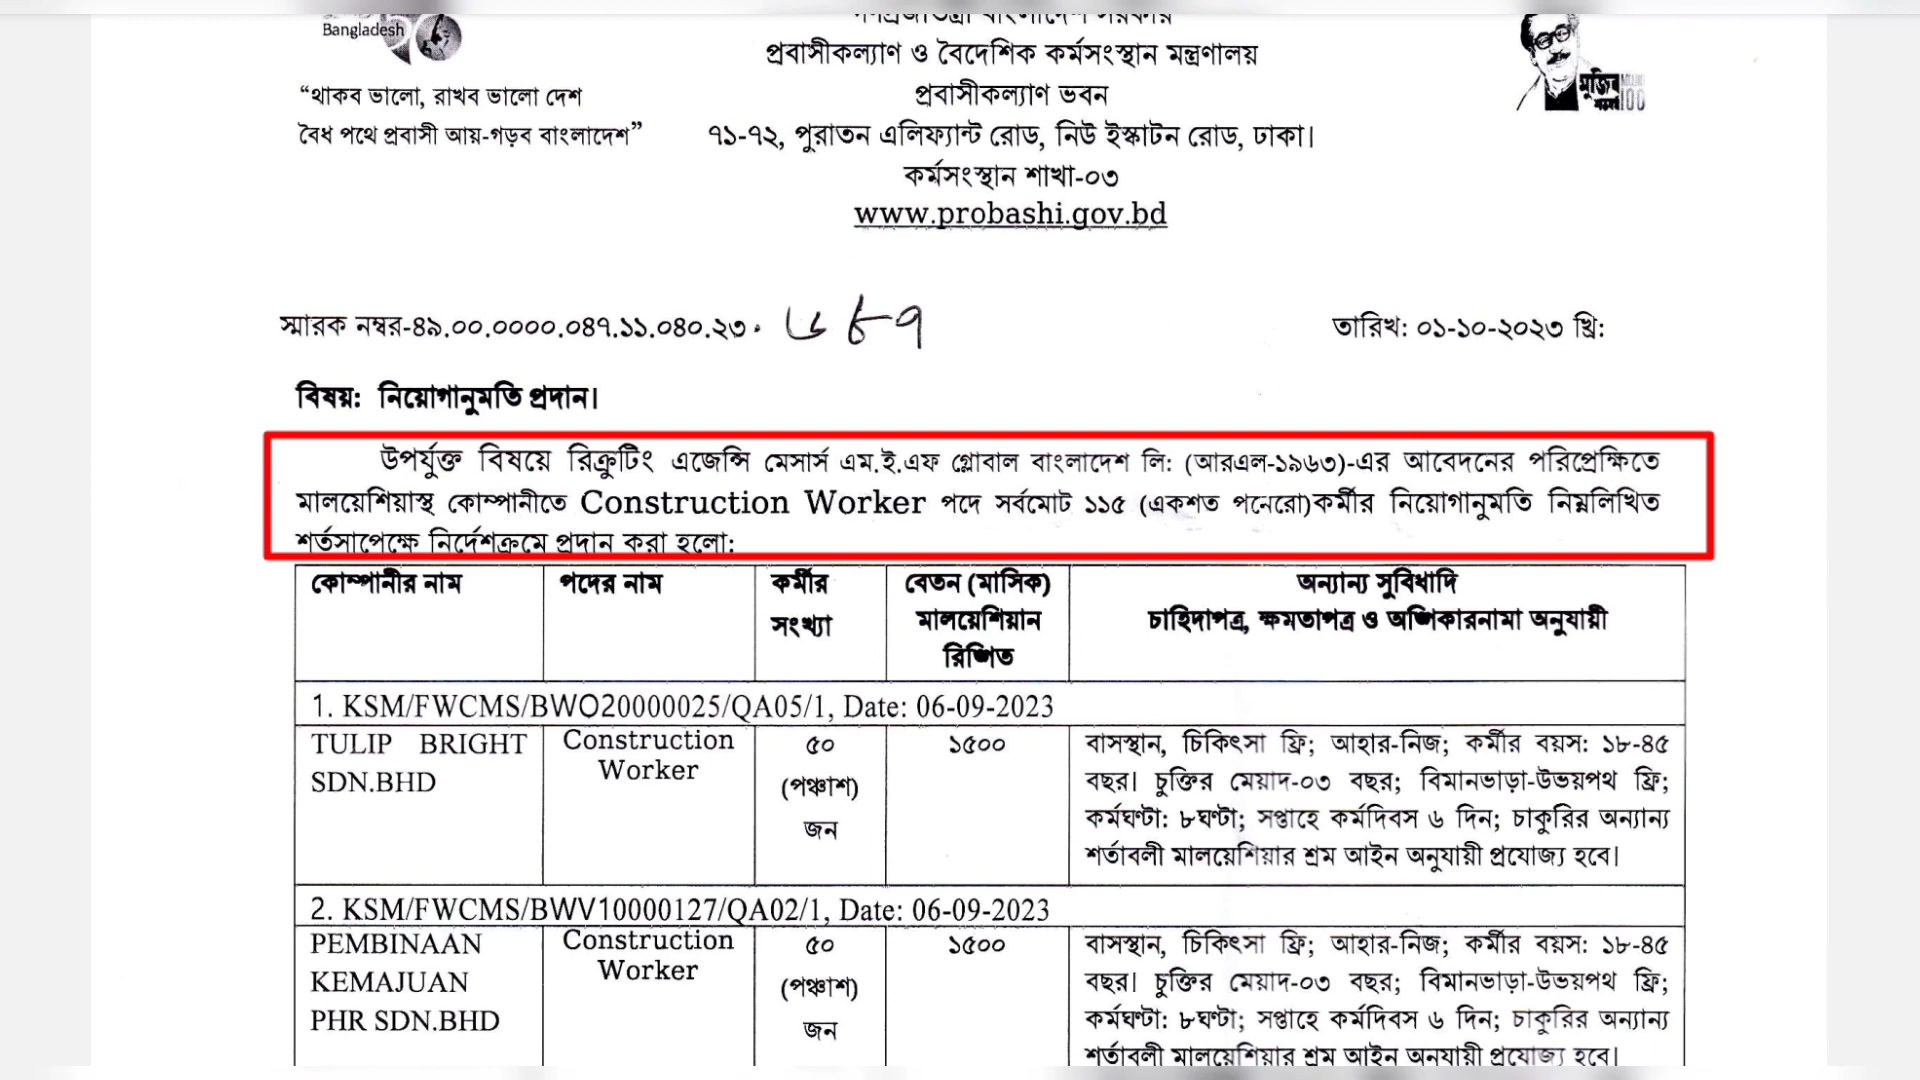 Bangladesh
গণপ্রজাতন্ত্রী বাংলাদেশ সরকার
প্রবাসীকল্যাণ ও বৈদেশিক কর্মসংস্থান মন্ত্রণালয়
“থাকব ভালো, রাখব ভালো দেশ
প্রবাসীকল্যাণ ভবন
বৈধ পথে প্রবাসী আয়-গড়ব বাংলাদেশ”
৭১-৭২, পুরাতন এলিফ্যান্ট রোড, নিউ ইস্কাটন রোড, ঢাকা।
মুজিব
100
কর্মসংস্থান শাখা-০৩
www.probashi.gov.bd
স্মারক নম্বর-৪৯.০০.০০০০.০৪৭.১১.০৪০.২৩.
তারিখ: ০১-১০-২০২৩ খ্রি:
বিষয়: নিয়োগানুমতি প্রদান।
উপর্যুক্ত বিষয়ে রিক্রুটিং এজেন্সি মেসার্স এম.ই.এফ গ্লোবাল বাংলাদেশ লি: (আরএল-১৯৬৩)-এর আবেদনের পরিপ্রেক্ষিতে
মালয়েশিয়াস্থ কোম্পানীতে Construction Worker পদে সর্বমোট ১১৫ (একশত পনেরো)কর্মীর নিয়োগানুমতি নিম্নলিখিত
শর্তসাপেক্ষে নির্দেশক্রমে প্রদান করা হলো:
কোম্পানীর নাম
পদের নাম
কর্মীর
সংখ্যা
বেতন (মাসিক)
মালয়েশিয়ান
রিঙ্গিত
অন্যান্য সুবিধাদি
চাহিদাপত্র, ক্ষমতাপত্র ও অঙ্গিকারনামা অনুযায়ী
1. KSM/FWCMS/BWO20000025/QA05/1, Date: 06-09-2023
TULIP BRIGHT
SDN.BHD
Construction
Worker
৫০
(পঞ্চাশ)
জন
১৫০০
বাসস্থান, চিকিৎসা ফ্রি; আহার-নিজ; কর্মীর বয়স: ১৮-৪৫
বছর। চুক্তির মেয়াদ-০৩ বছর; বিমানভাড়া-উভয়পথ ফ্রি;
কর্মঘণ্টা: ৮ঘণ্টা; সপ্তাহে কর্মদিবস ৬ দিন; চাকুরির অন্যান্য
শর্তাবলী মালয়েশিয়ার শ্রম আইন অনুযায়ী প্রযোজ্য হবে।
2. KSM/FWCMS/BWV10000127/QA02/1, Date: 06-09-2023
PEMBINAAN
KEMAJUAN
PHR SDN.BHD
Construction
Worker
৫০
(পঞ্চাশ)
জন
১৫০০
বাসস্থান, চিকিৎসা ফ্রি; আহার-নিজ; কর্মীর বয়স: ১৮-৪৫
বছর। চুক্তির মেয়াদ-০৩ বছর; বিমানভাড়া-উভয়পথ ফ্রি;
কর্মঘণ্টা: ৮ঘণ্টা; সপ্তাহে কর্মদিবস ৬ দিন; চাকুরির অন্যান্য
শর্তাবলী মালয়েশিয়ার শ্রম আইন অনুযায়ী প্রযোজ্য হবে।